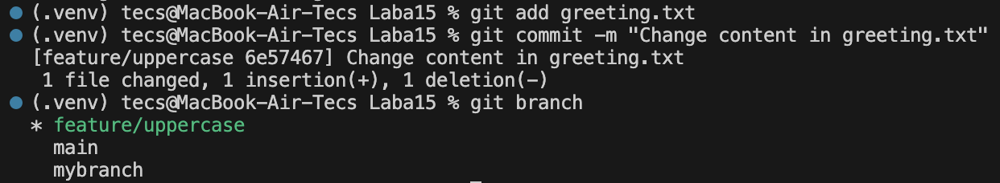 (.venv) tecs@MacBook-Air-Tecs Laba15 % git add greeting.txt
(.venv) tecs@MacBook-Air-Tecs Laba15 % git commit -m "Change content in greeting.txt"
[feature/uppercase 6e57467] Change content in greeting.txt
 1 file changed, 1 insertion(+), 1 deletion(-)
(.venv) tecs@MacBook-Air-Tecs Laba15 % git branch
* feature/uppercase
  main
  mybranch